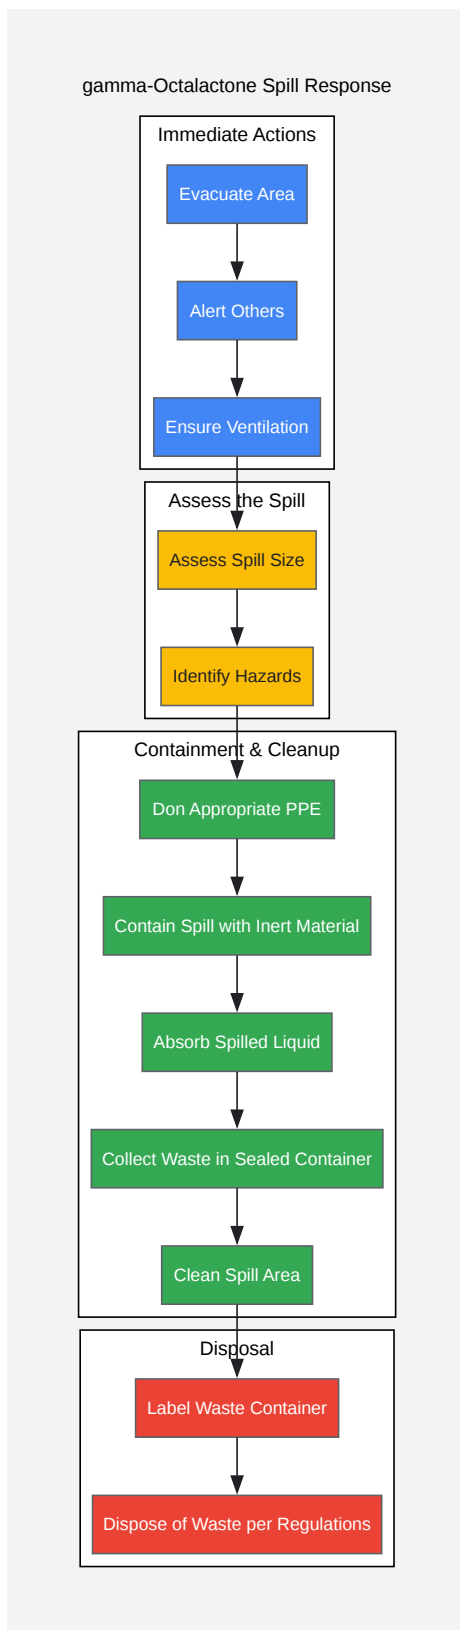 gamma-Octalactone Spill Response
Immediate Actions
Evacuate Area
Alert Others
Ensure Ventilation
Assess the Spill
Assess Spill Size
Identify Hazards
Containment & Cleanup
Don Appropriate PPE
Contain Spill with Inert Material
Absorb Spilled Liquid
Collect Waste in Sealed Container
Clean Spill Area
Disposal
Label Waste Container
Dispose of Waste per Regulations